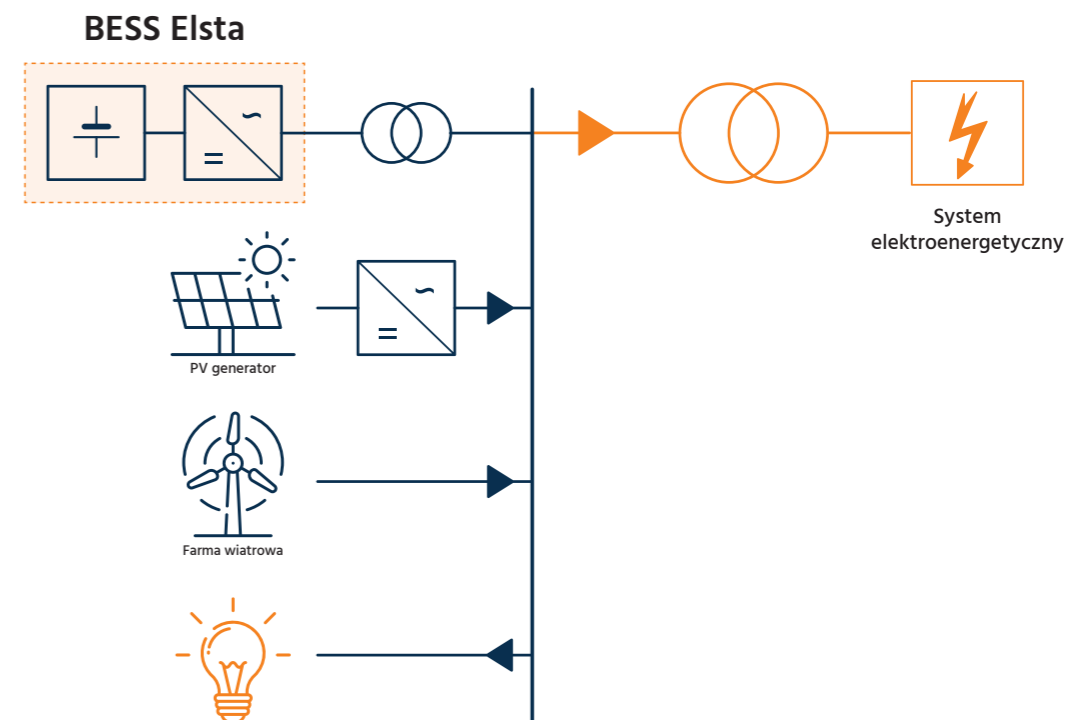 BESS Elsta
System
elektroenergetyczny
PV generator
Farma wiatrowa